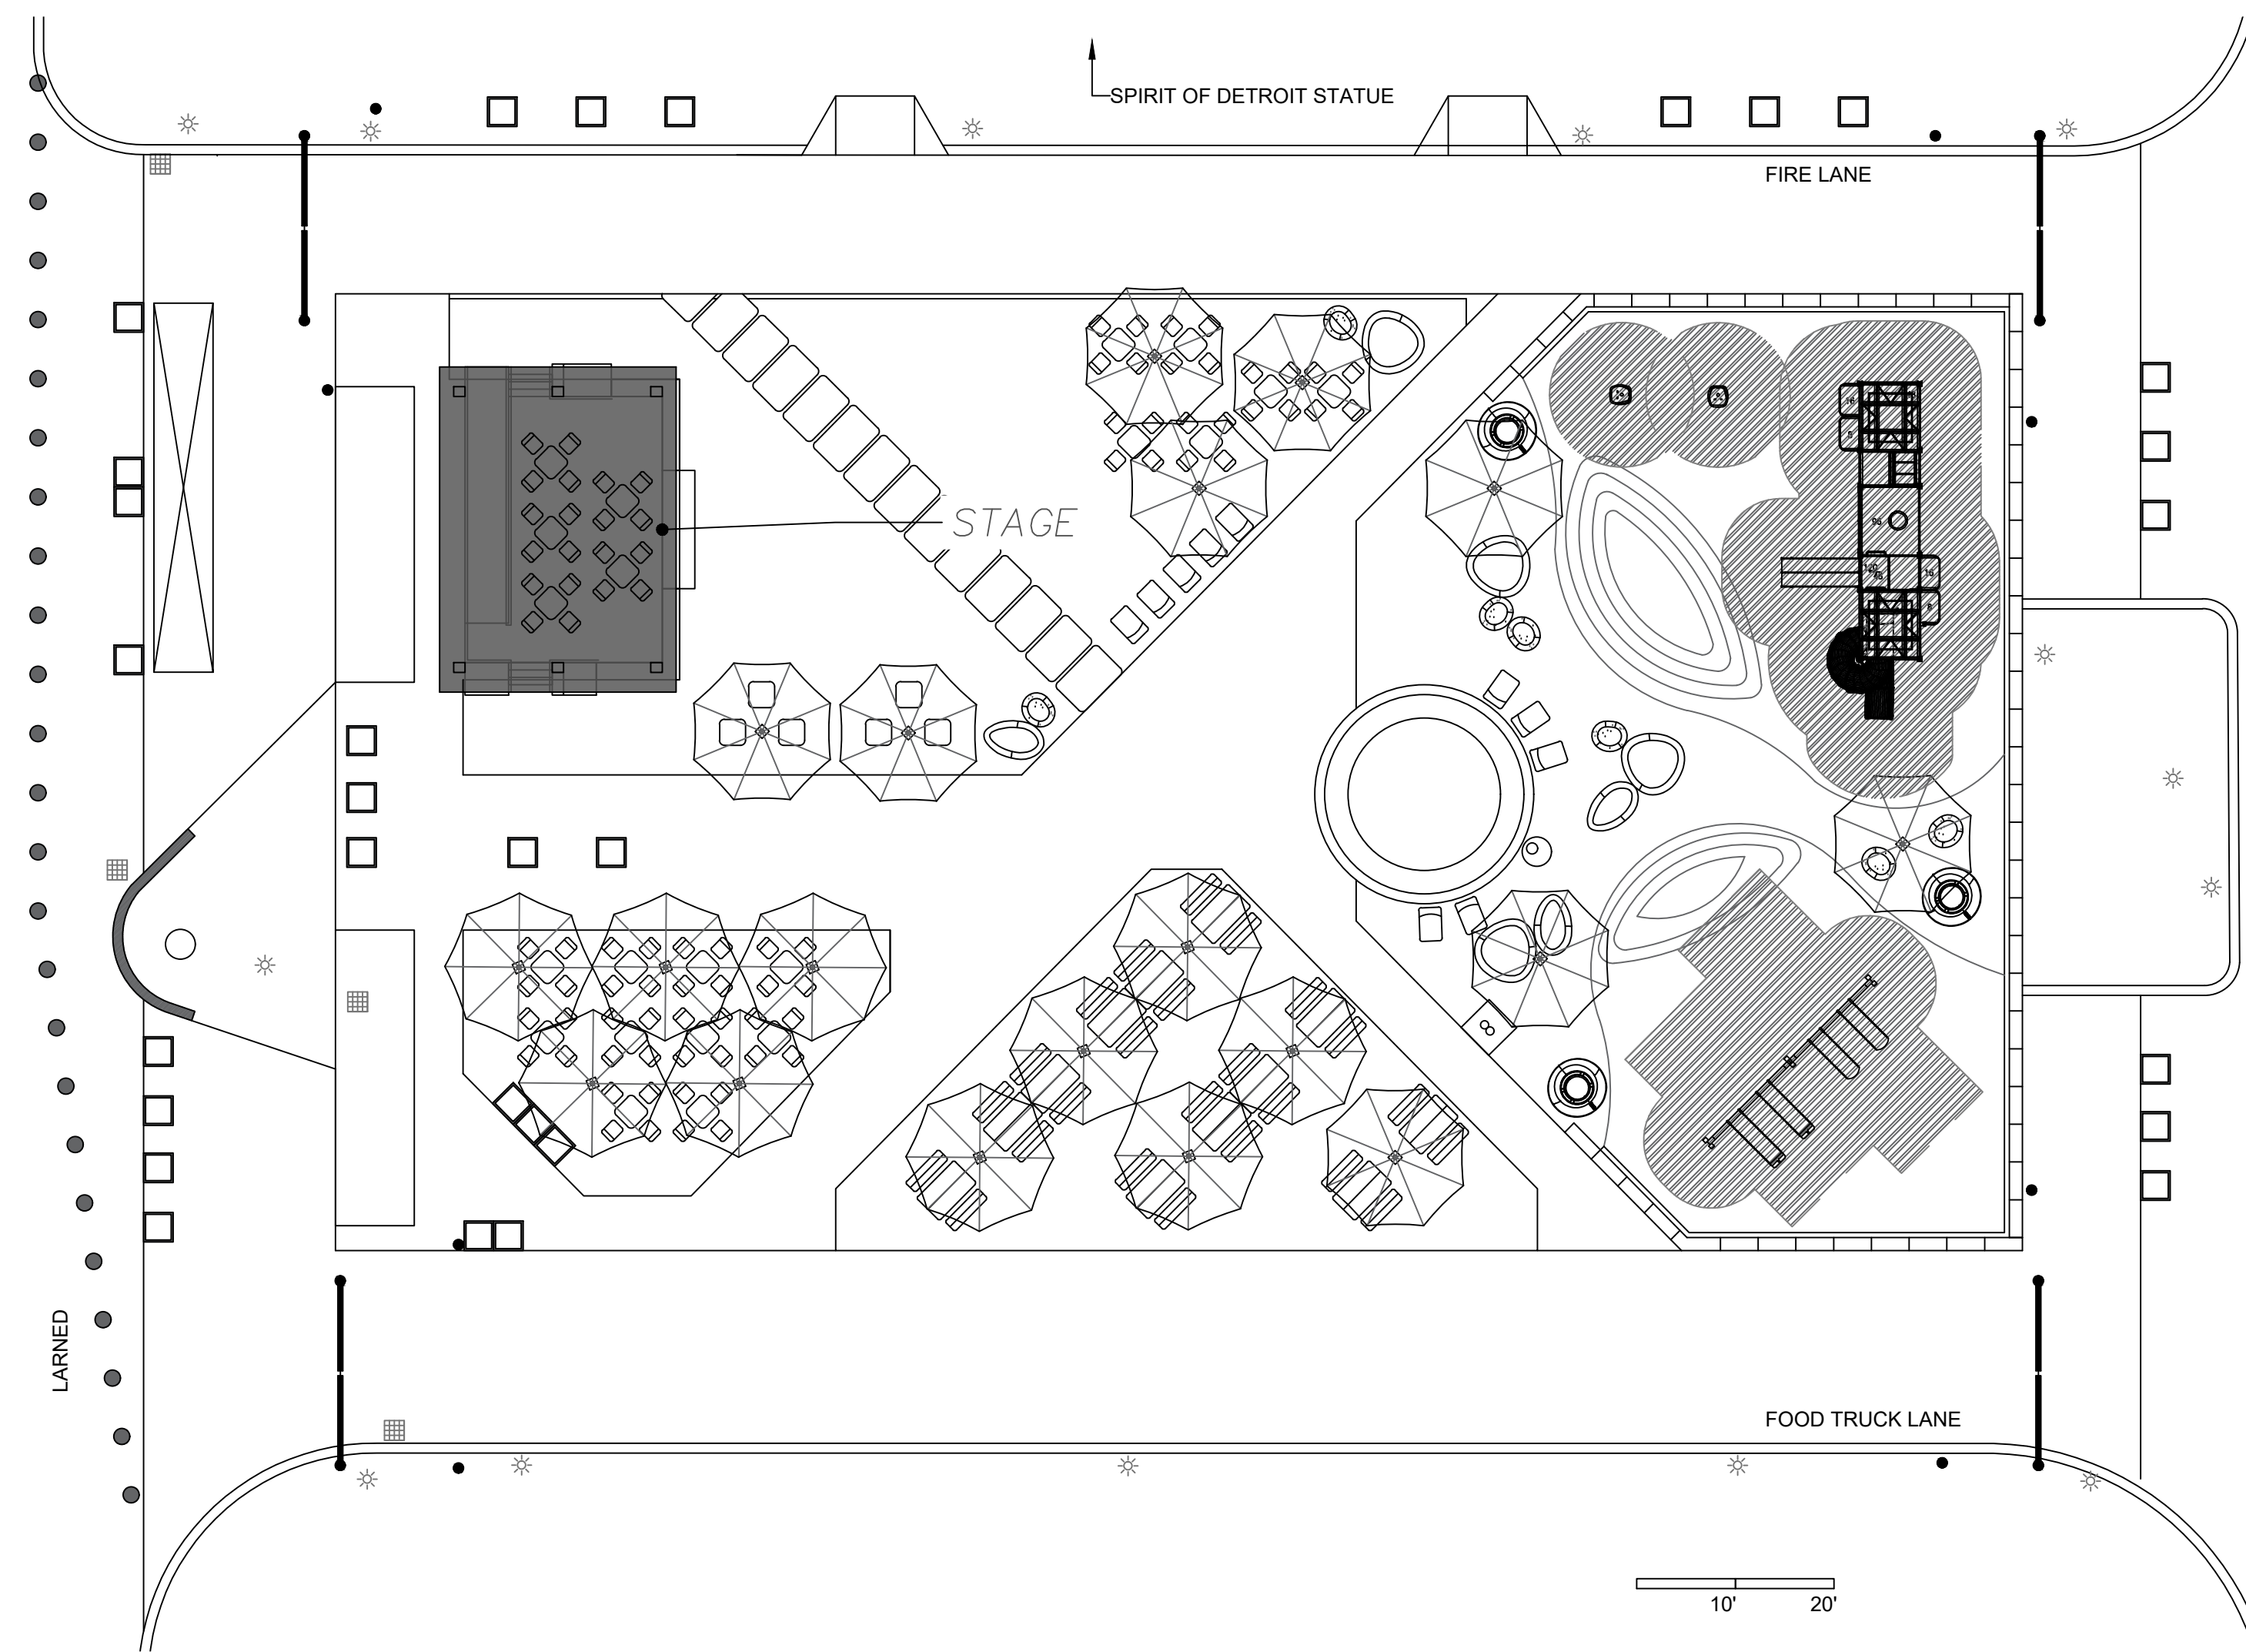 SPIRIT OF DETROIT STATUE
FIRE LANE
STAGE
LARNED
FOOD TRUCK LANE
10' 20'